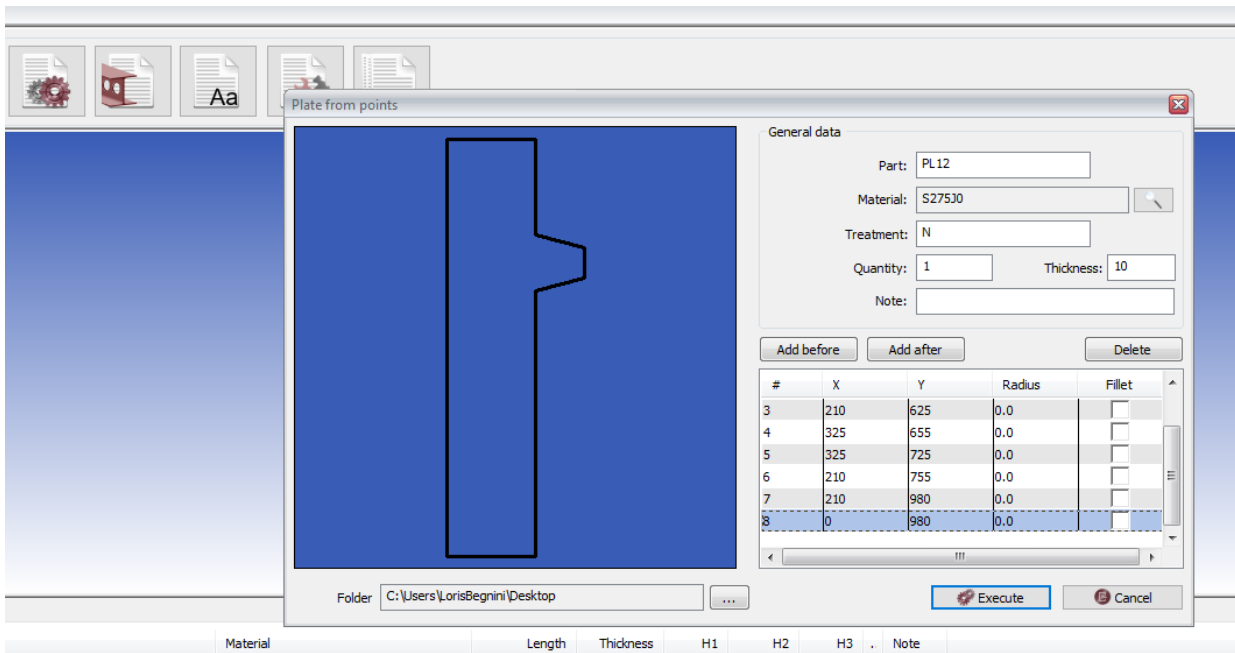 Aa
Plate from points
General data
Part: PL12
Material: S275J0
Treatment: N
Quantity: 1 Thickness: 10
Note:
Add before Add after Delete
# X Y Radius Fillet
3 210 625 0.0
4 325 655 0.0
5 325 725 0.0
6 210 755 0.0
7 210 980 0.0
8 0 980 0.0
Folder C:\Users\LorisBegnini\Desktop ... Execute Cancel
Material Length Thickness H1 H2 H3 .. Note